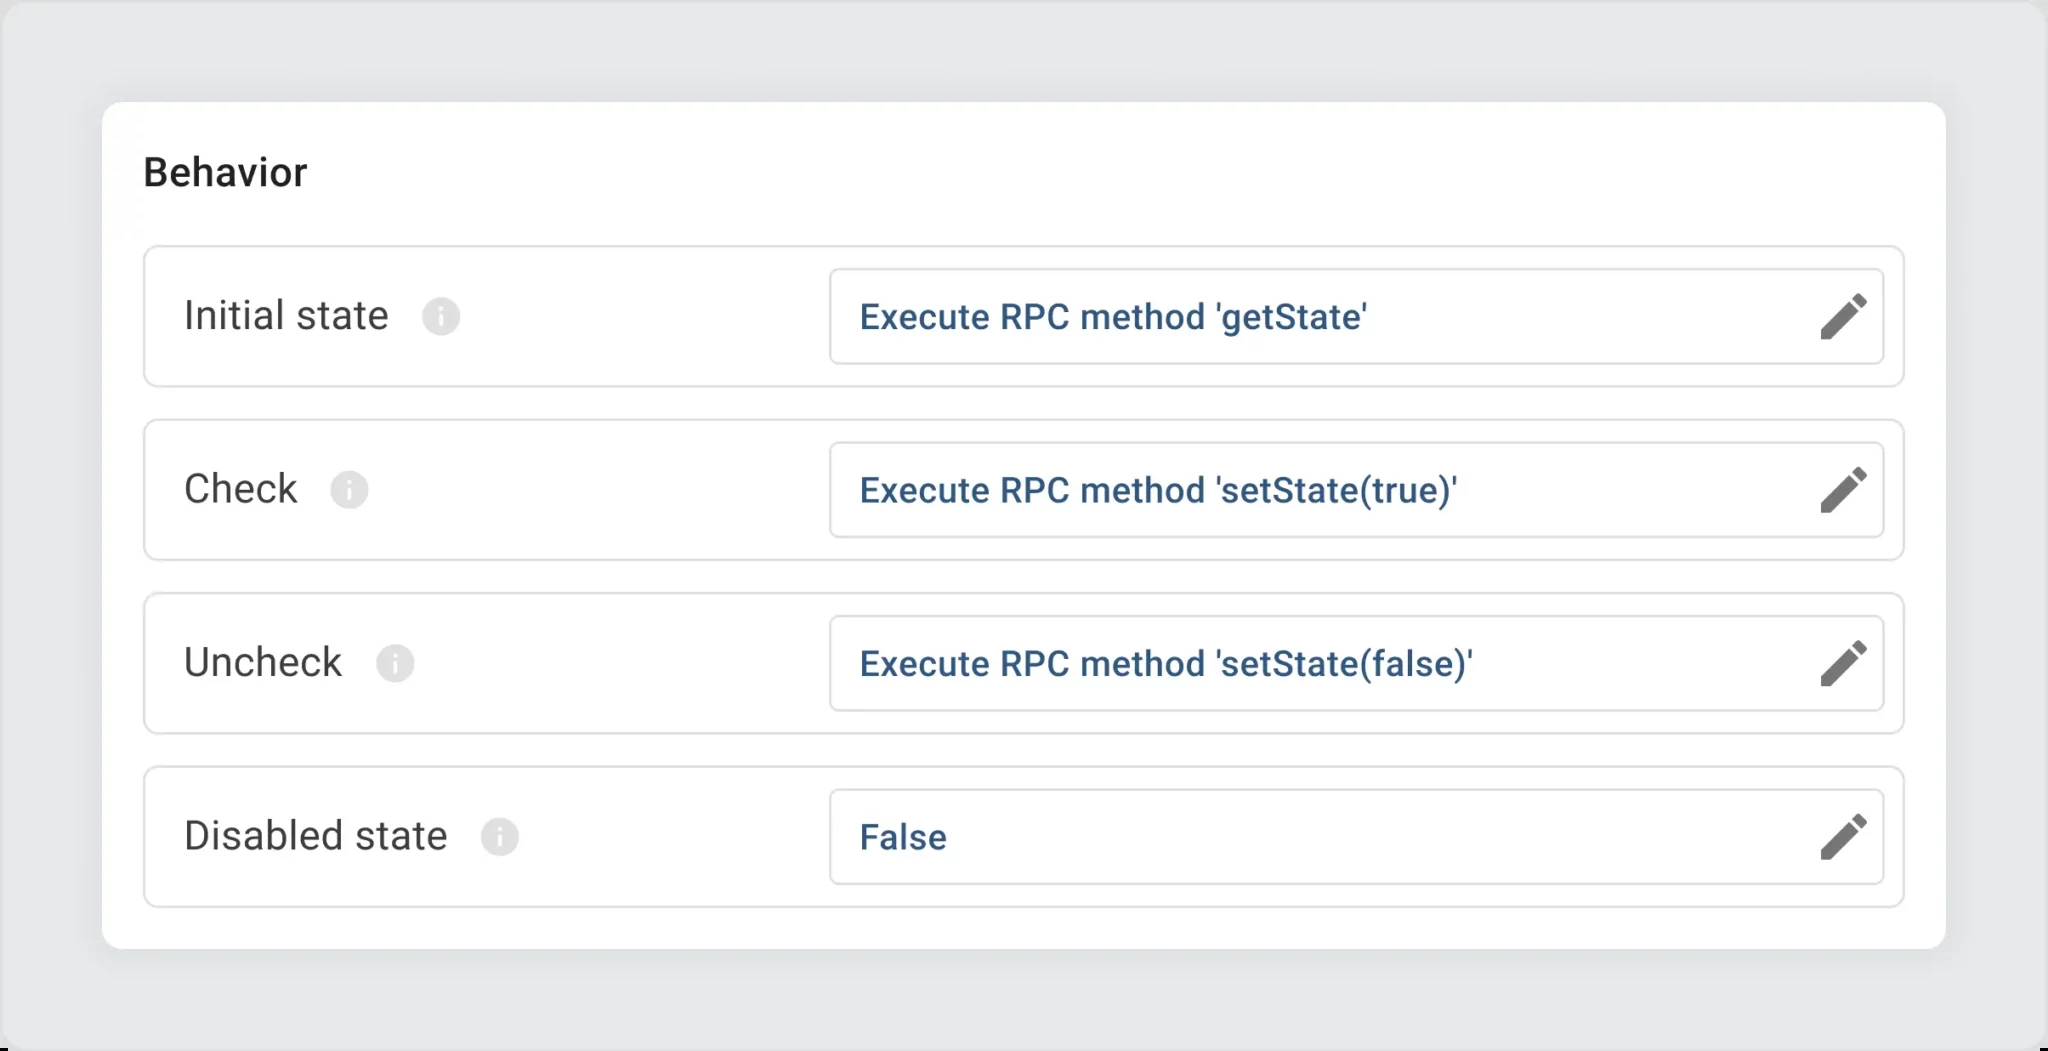 Behavior
Initial state
Execute RPC method 'getState'
Check
Execute RPC method 'setState(true)'
Uncheck
Execute RPC method 'setState(false)'
Disabled state
False